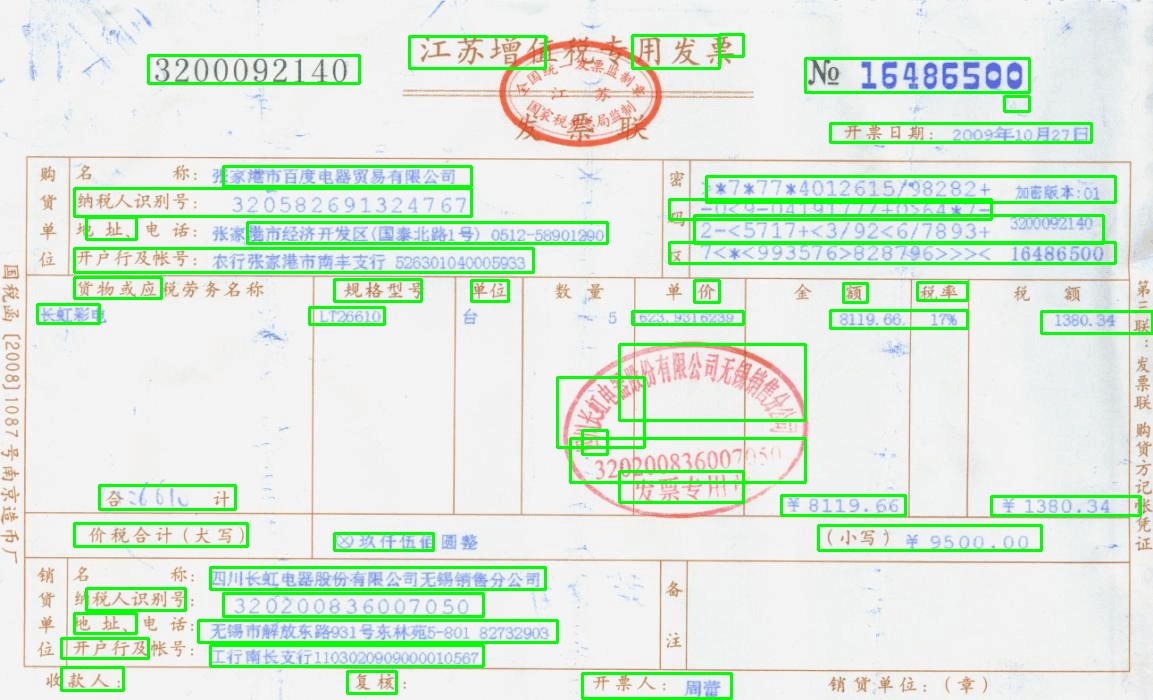 江苏增值税专用发票
3200092140
№ 16486500
全国统一发票监制章
江苏
国家税务总局监制
发票联
开票日期: 2009年10月27日
购货单位
名称: 张家港市百度电器贸易有限公司
纳税人识别号: 320582691324767
地址、电话: 张家港市经济开发区(国泰北路1号) 0512-58901290
开户行及帐号: 农行张家港市南丰支行 526301040005933
密码区
>*7*77*4012615/98282+ 加密版本:01
-0<9-04191777+0>64*7-
2-<5717+<3/92<6/7893+ 3200092140
7<*<993576>828796>>>< 16486500
货物或应税劳务名称 规格型号 单位 数量 单价 金额 税率 税额
长虹彩电 LT26610 台 5 1623.9316239 8119.66 17% 1380.34
四川长虹电器股份有限公司无锡销售分公司
320200836007050
发票专用章
合计 ¥8119.66 ¥1380.34
价税合计(大写) ⊗玖仟伍佰圆整 (小写) ¥9500.00
销货单位
名称: 四川长虹电器股份有限公司无锡销售分公司
纳税人识别号: 320200836007050
地址、电话: 无锡市解放东路931号东林苑5-801 82732903
开户行及帐号: 工行南长支行1103020909000010567
备注
收款人: 复核: 开票人: 周蕾 销货单位:(章)
国税函[2008]1087号南京造币厂
第二联:发票联 购货方记帐凭证